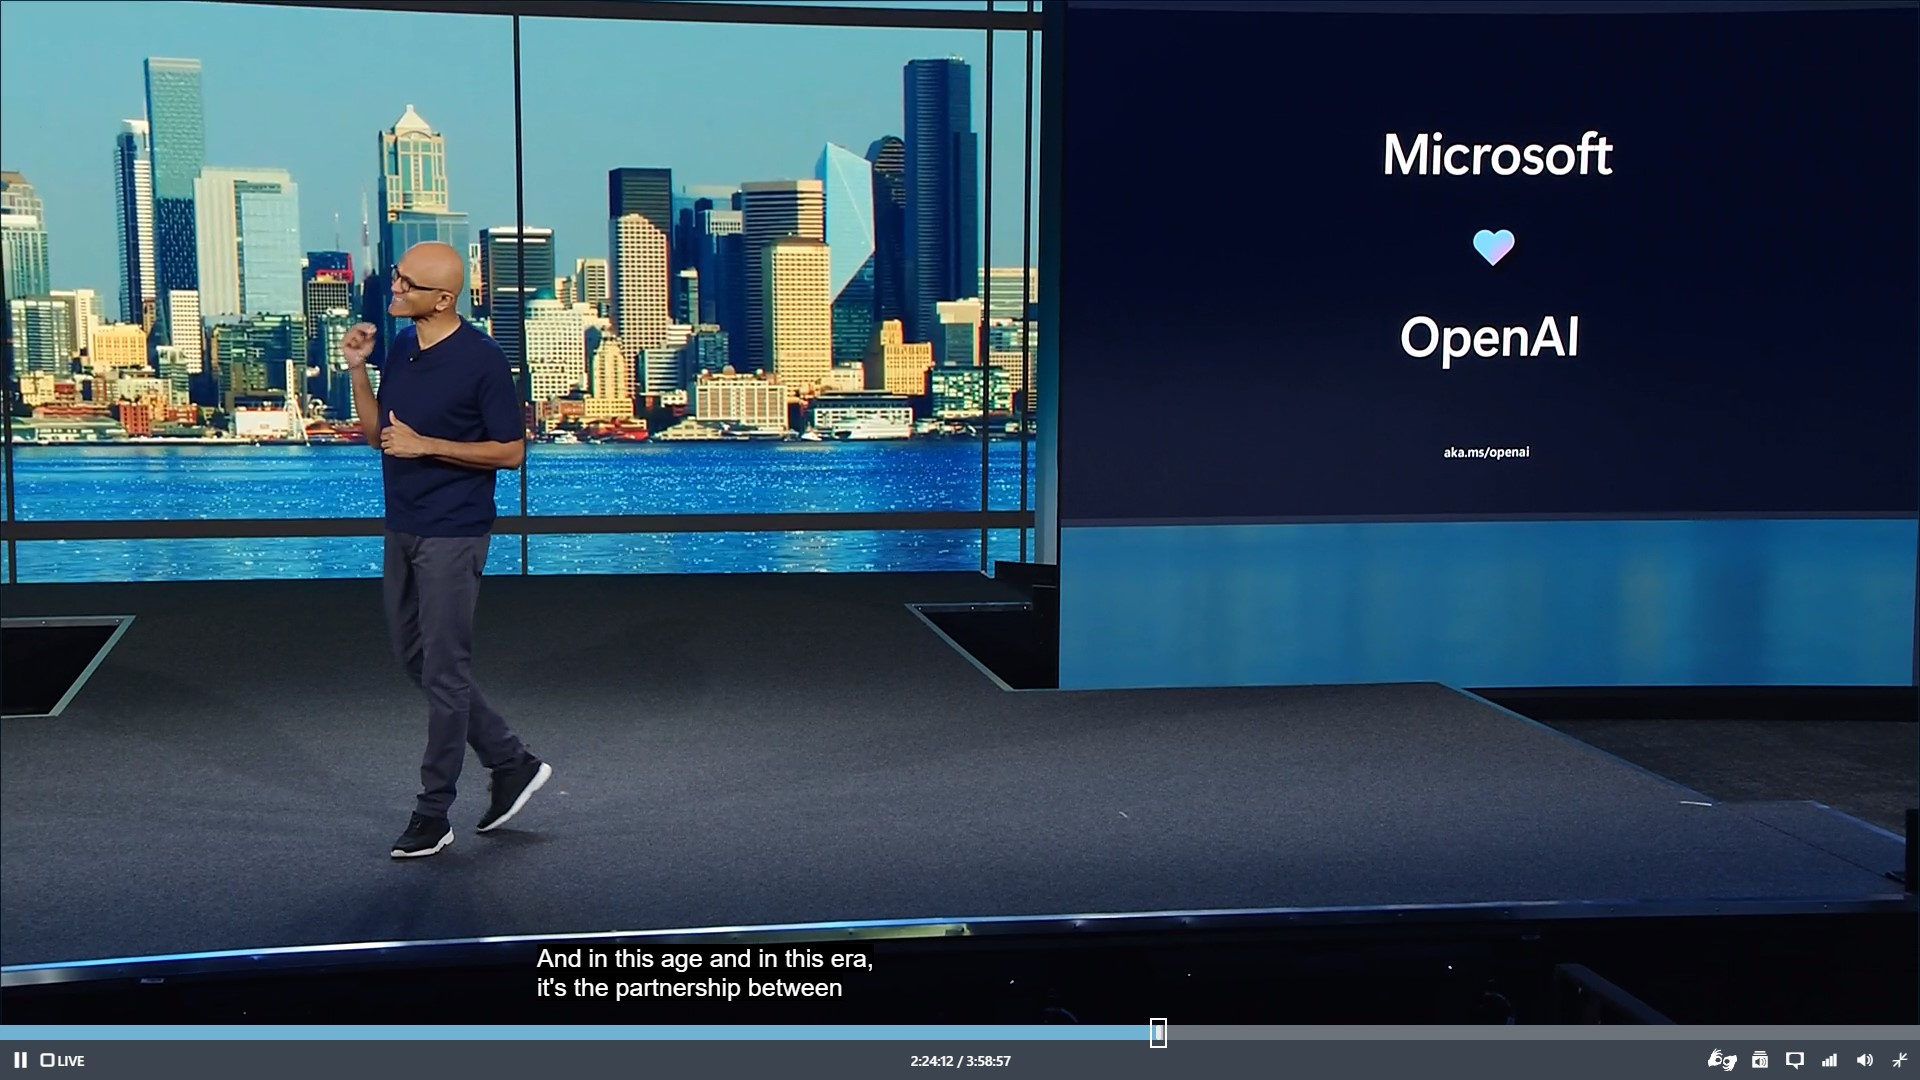 Microsoft
OpenAI
aka.ms/openai
And in this age and in this era,
it's the partnership between
LIVE
2:24:12 / 3:58:57